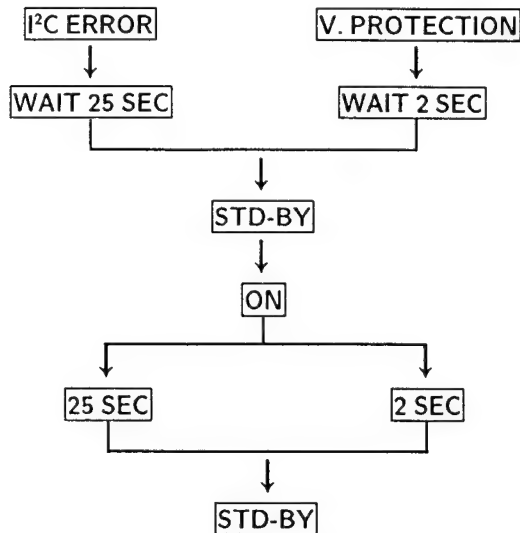 I²C ERROR
V. PROTECTION
WAIT 25 SEC
WAIT 2 SEC
STD-BY
ON
25 SEC
2 SEC
STD-BY